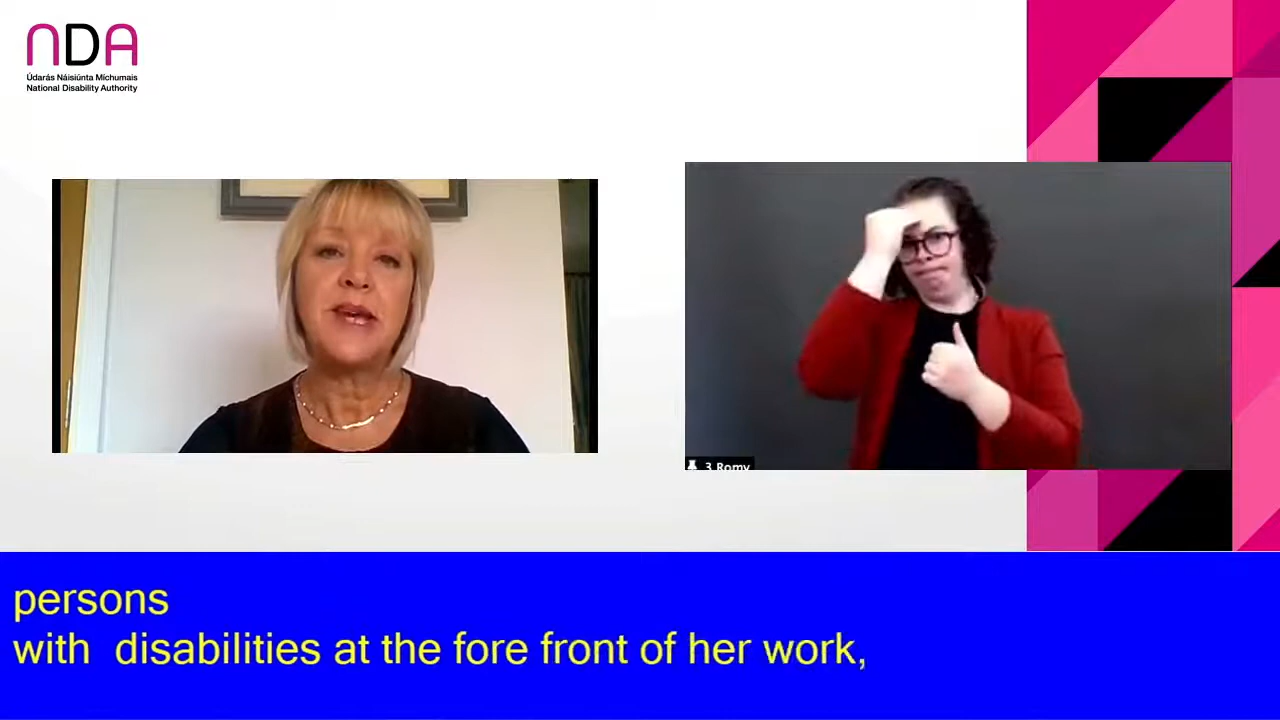 NDA
Údarás Náisiúnta Míchumais
National Disability Authority
3 Romy
persons
with  disabilities at the fore front of her work,